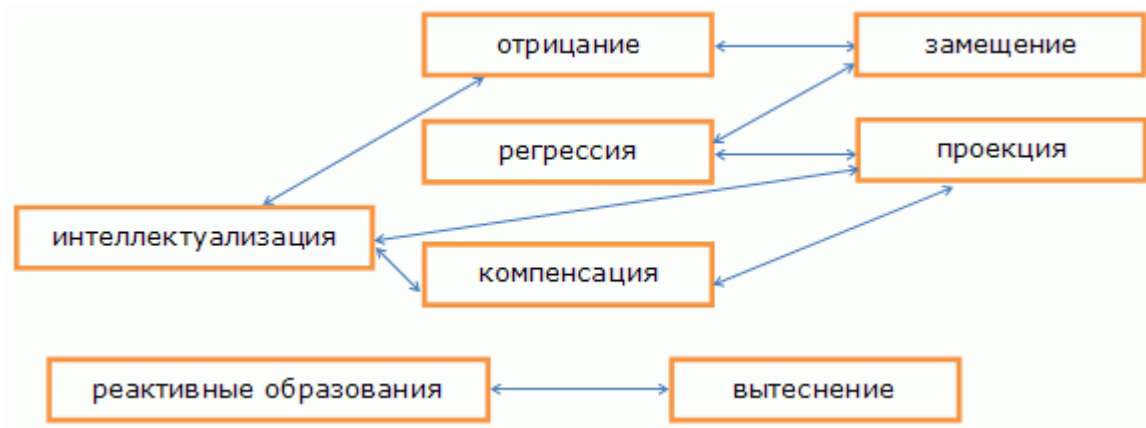 отрицание
замещение
регрессия
проекция
интеллектуализация
компенсация
реактивные образования
вытеснение